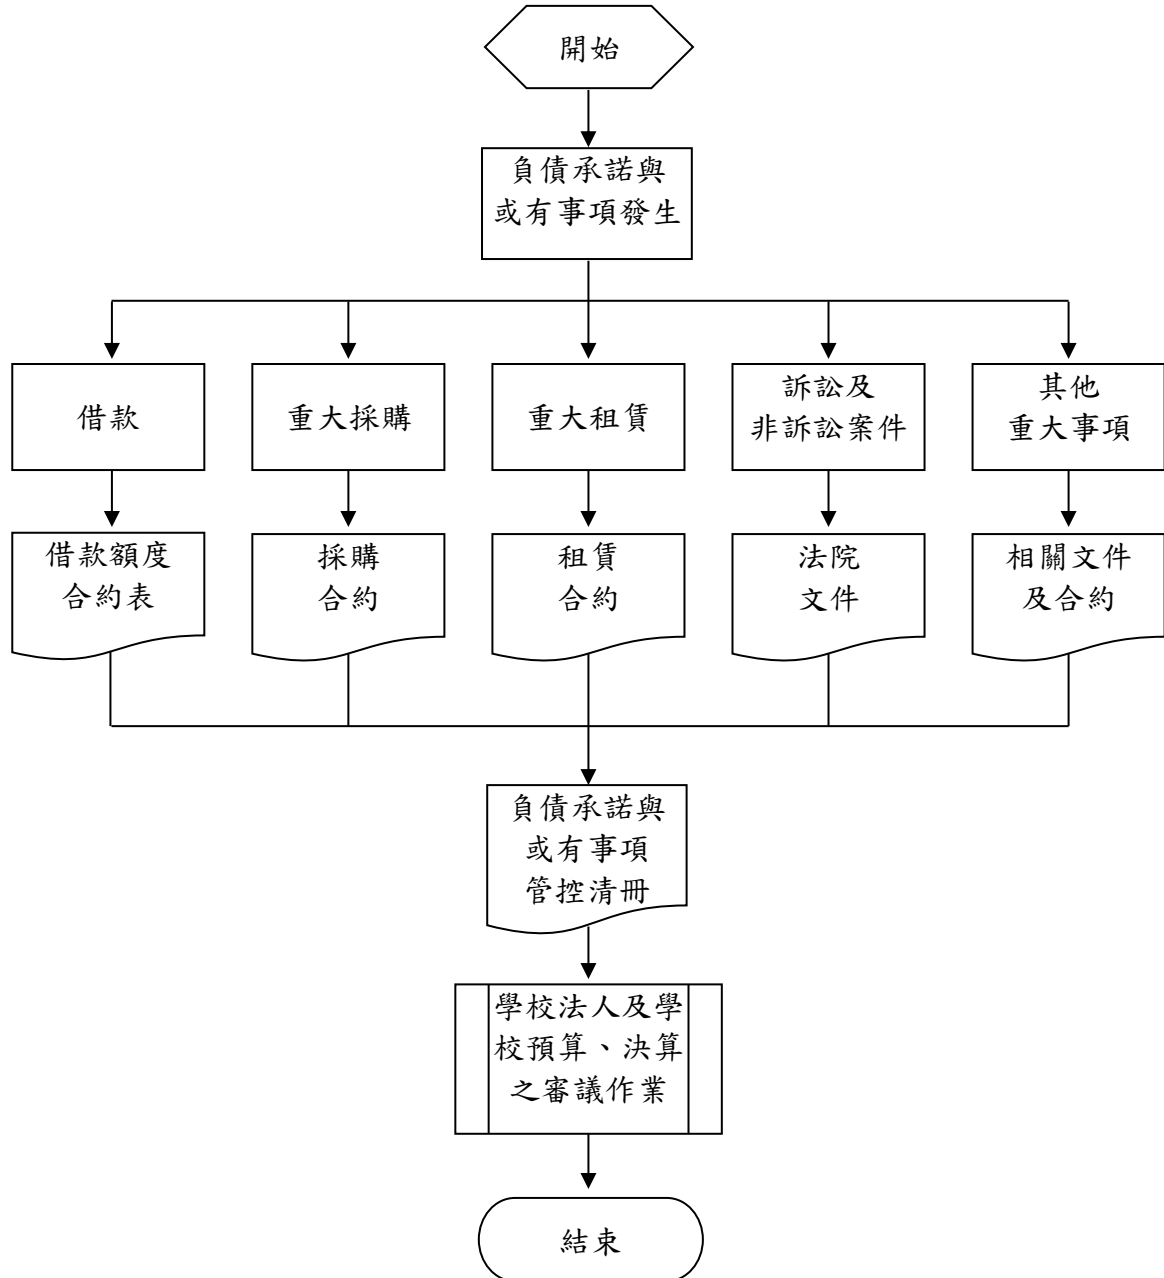 開始
負債承諾與
或有事項發生
借款
重大採購
重大租賃
訴訟及
非訴訟案件
其他
重大事項
借款額度
合約表
採購
合約
租賃
合約
法院
文件
相關文件
及合約
負債承諾與
或有事項
管控清冊
學校法人及學
校預算、決算
之審議作業
結束